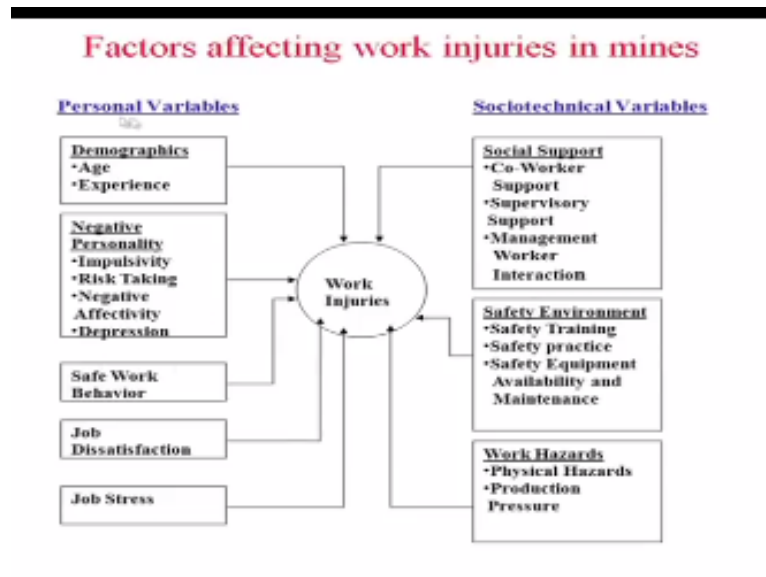 Factors affecting work injuries in mines
Personal Variables
Demographics
•Age
•Experience
Negative
Personality
•Impulsivity
•Risk Taking
•Negative
Affectivity
•Depression
Safe Work
Behavior
Job
Dissatisfaction
Job Stress
Work
Injuries
Sociotechnical Variables
Social Support
•Co-Worker
Support
•Supervisory
Support
•Management
Worker
Interaction
Safety Environment
•Safety Training
•Safety practice
•Safety Equipment
Availability and
Maintenance
Work Hazards
•Physical Hazards
•Production
Pressure